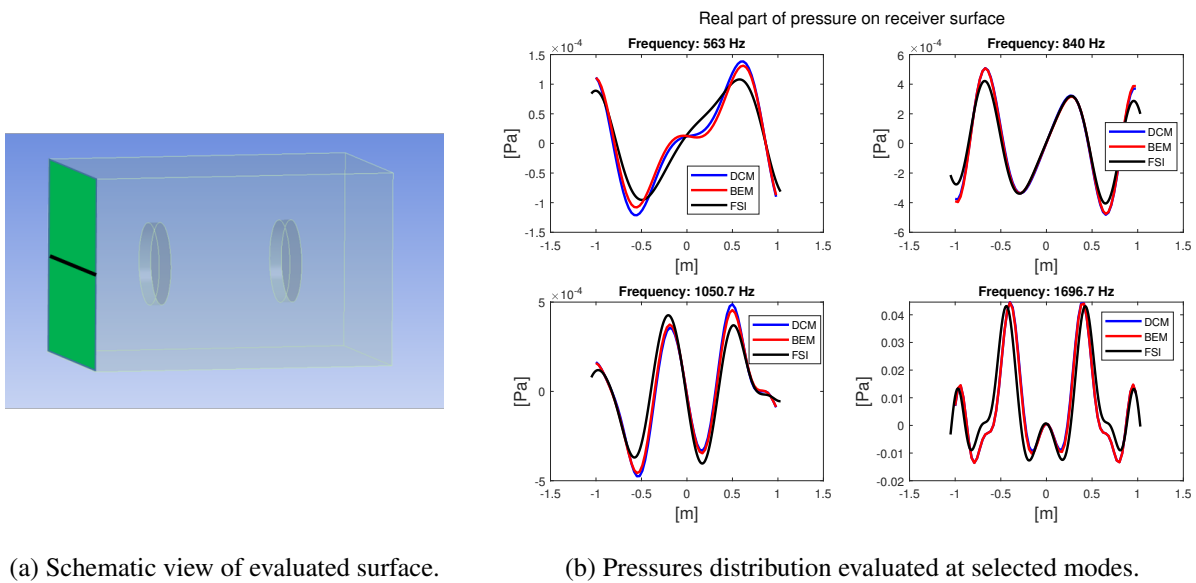 Real part of pressure on receiver surface
×10⁻⁴
Frequency: 563 Hz
1.5
1
0.5
0
-0.5
-1
-1.5
[Pa]
-1.5 -1 -0.5 0 0.5 1 1.5
[m]
DCM
BEM
FSI
×10⁻⁴
Frequency: 840 Hz
6
4
2
0
-2
-4
-6
[Pa]
-1.5 -1 -0.5 0 0.5 1 1.5
[m]
DCM
BEM
FSI
×10⁻⁴
Frequency: 1050.7 Hz
5
0
-5
[Pa]
-1.5 -1 -0.5 0 0.5 1 1.5
[m]
DCM
BEM
FSI
Frequency: 1696.7 Hz
0.04
0.03
0.02
0.01
0
-0.01
0.02
[Pa]
-1.5 -1 -0.5 0 0.5 1 1.5
[m]
DCM
BEM
FSI
(a) Schematic view of evaluated surface.
(b) Pressures distribution evaluated at selected modes.